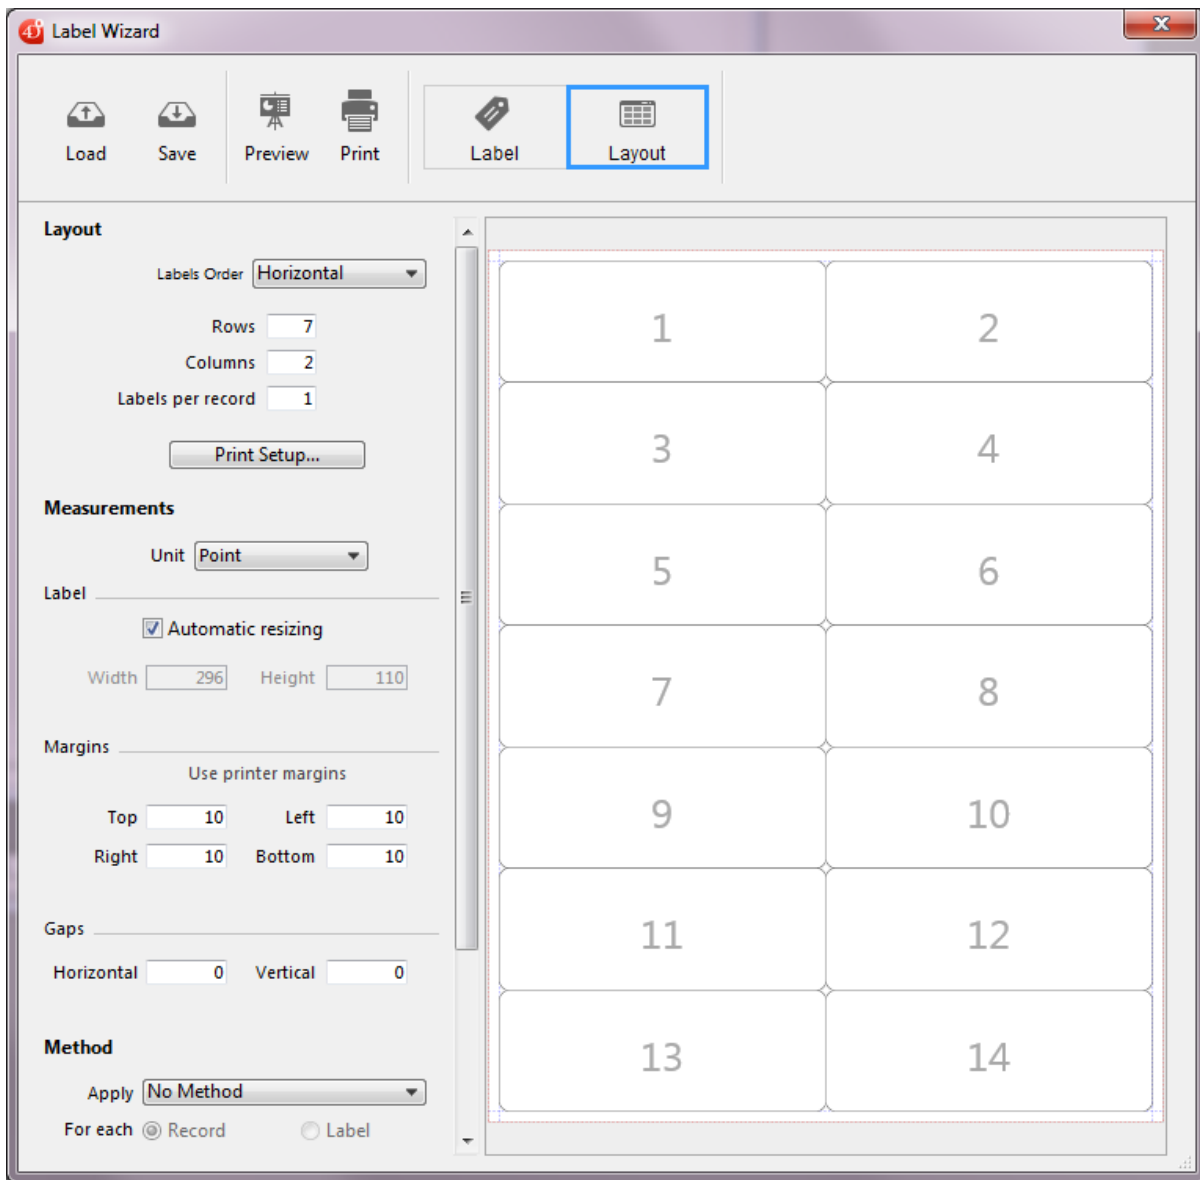 4D Label Wizard
Load Save Preview Print Label Layout
Layout
Labels Order Horizontal
Rows 7
Columns 2
Labels per record 1
Print Setup...
Measurements
Unit Point
Label
Automatic resizing
Width 296 Height 110
Margins
Use printer margins
Top 10 Left 10
Right 10 Bottom 10
Gaps
Horizontal 0 Vertical 0
Method
Apply No Method
For each Record Label
1 2
3 4
5 6
7 8
9 10
11 12
13 14